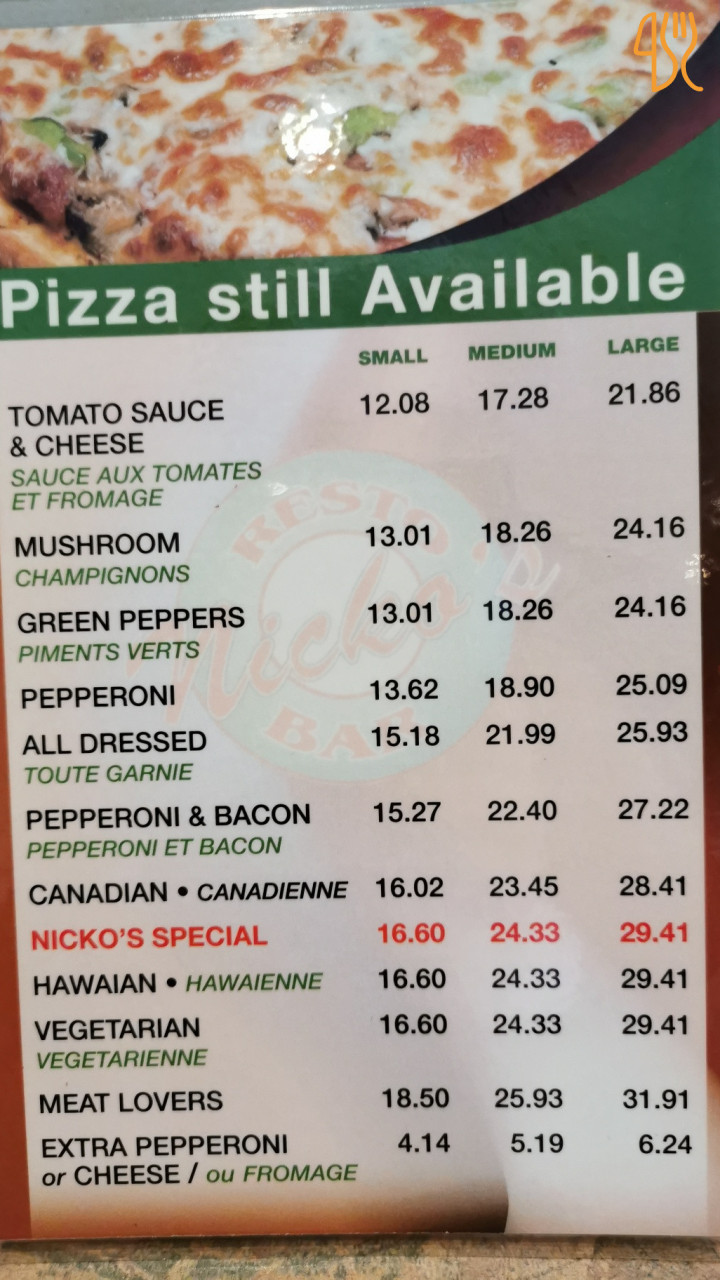 Pizza still Available
SMALL MEDIUM LARGE
TOMATO SAUCE 12.08 17.28 21.86
& CHEESE
SAUCE AUX TOMATES
ET FROMAGE
MUSHROOM 13.01 18.26 24.16
CHAMPIGNONS
GREEN PEPPERS 13.01 18.26 24.16
PIMENTS VERTS
PEPPERONI 13.62 18.90 25.09
ALL DRESSED 15.18 21.99 25.93
TOUTE GARNIE
PEPPERONI & BACON 15.27 22.40 27.22
PEPPERONI ET BACON
CANADIAN • CANADIENNE 16.02 23.45 28.41
NICKO'S SPECIAL 16.60 24.33 29.41
HAWAIAN • HAWAIENNE 16.60 24.33 29.41
VEGETARIAN 16.60 24.33 29.41
VEGETARIENNE
MEAT LOVERS 18.50 25.93 31.91
EXTRA PEPPERONI 4.14 5.19 6.24
or CHEESE / ou FROMAGE
RESTO
Nicko's
BAR